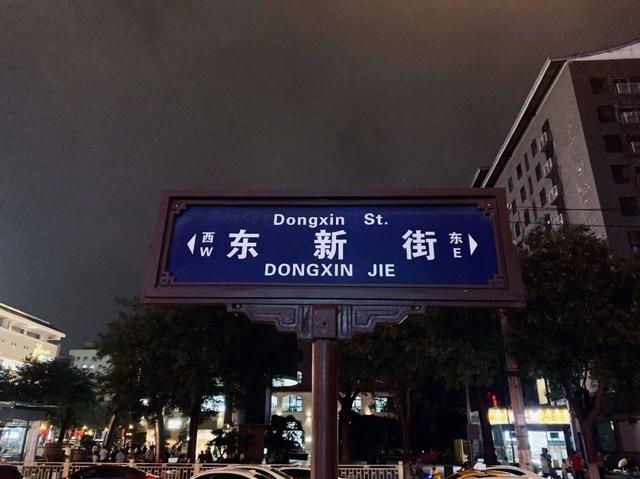 Dongxin St.
西 东新街 东
W E
DONGXIN JIE